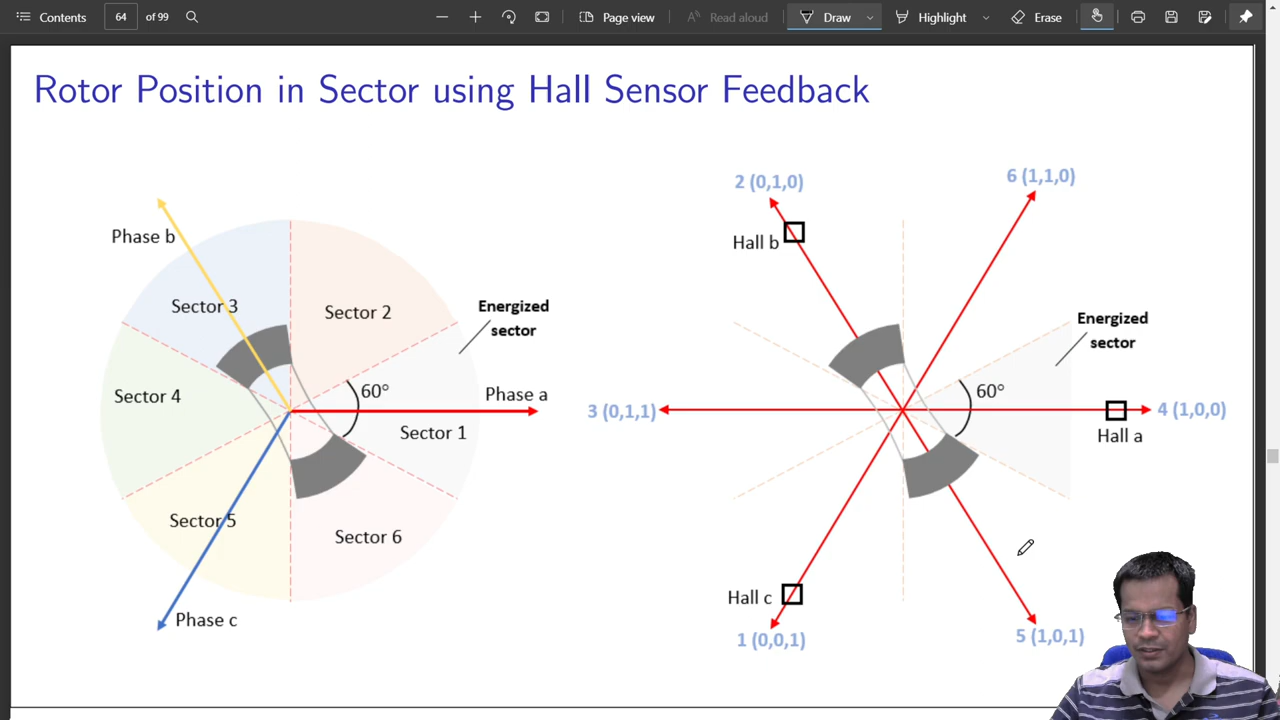 Contents
64
of 99
Page view
Read aloud
Draw
Highlight
Erase
Rotor Position in Sector using Hall Sensor Feedback
Phase b
Sector 3
Sector 2
Energized
sector
60°
Phase a
Sector 4
Sector 1
Sector 5
Sector 6
Phase c
2 (0,1,0)
6 (1,1,0)
Hall b
Energized
sector
60°
3 (0,1,1)
4 (1,0,0)
Hall a
Hall c
1 (0,0,1)
5 (1,0,1)